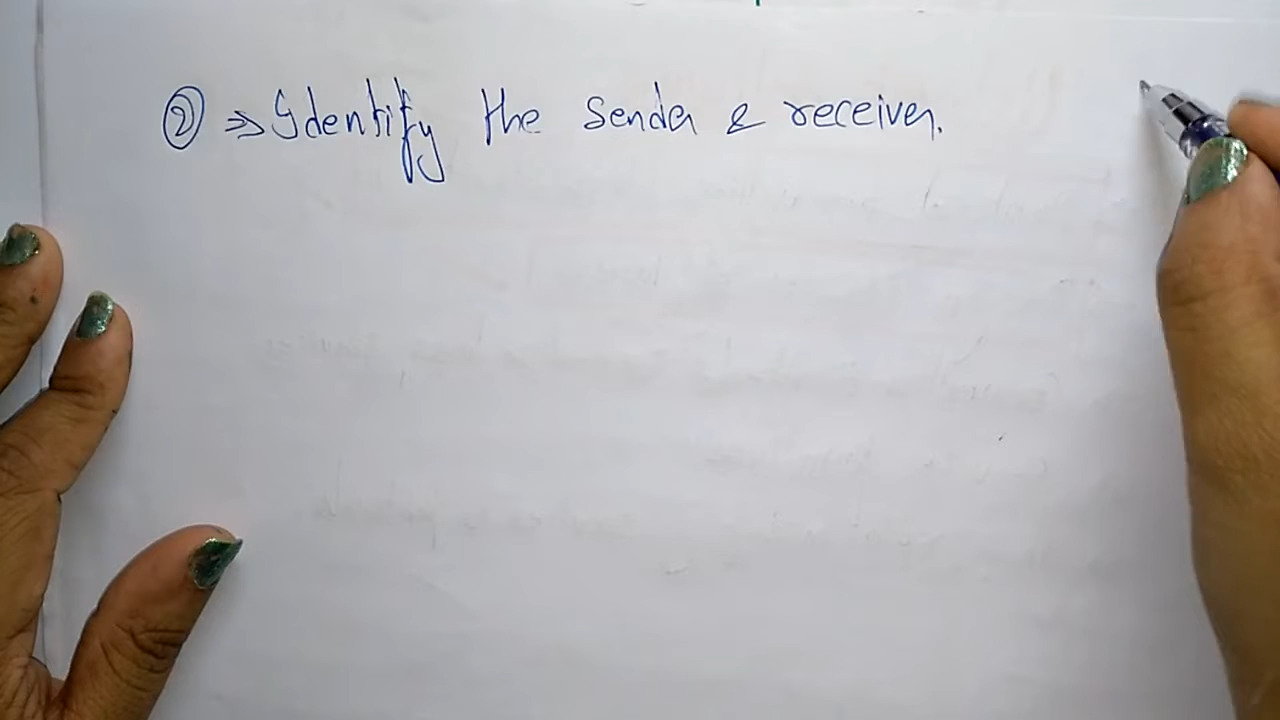 ② ⇒ Identify the sender & receiver.